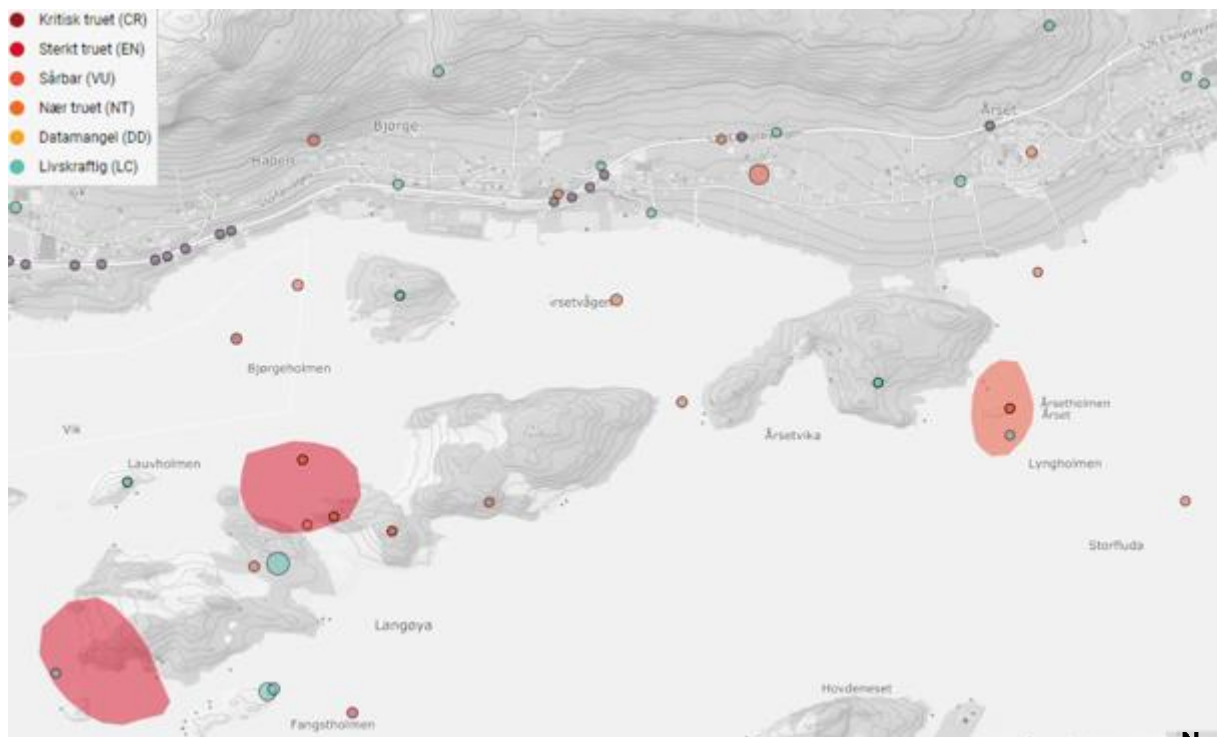 Kritisk truet (CR)
Sterkt truet (EN)
Sårbar (VU)
Nær truet (NT)
Datamangel (DD)
Livskraftig (LC)
Bjørge
Årset
Bjørgeholmen
Årsetholmen
Årset
Vik
Årsetvika
Lauvholmen
Lyngholmen
Storfluda
Langøya
Hovdeneset
Fangstholmen
N